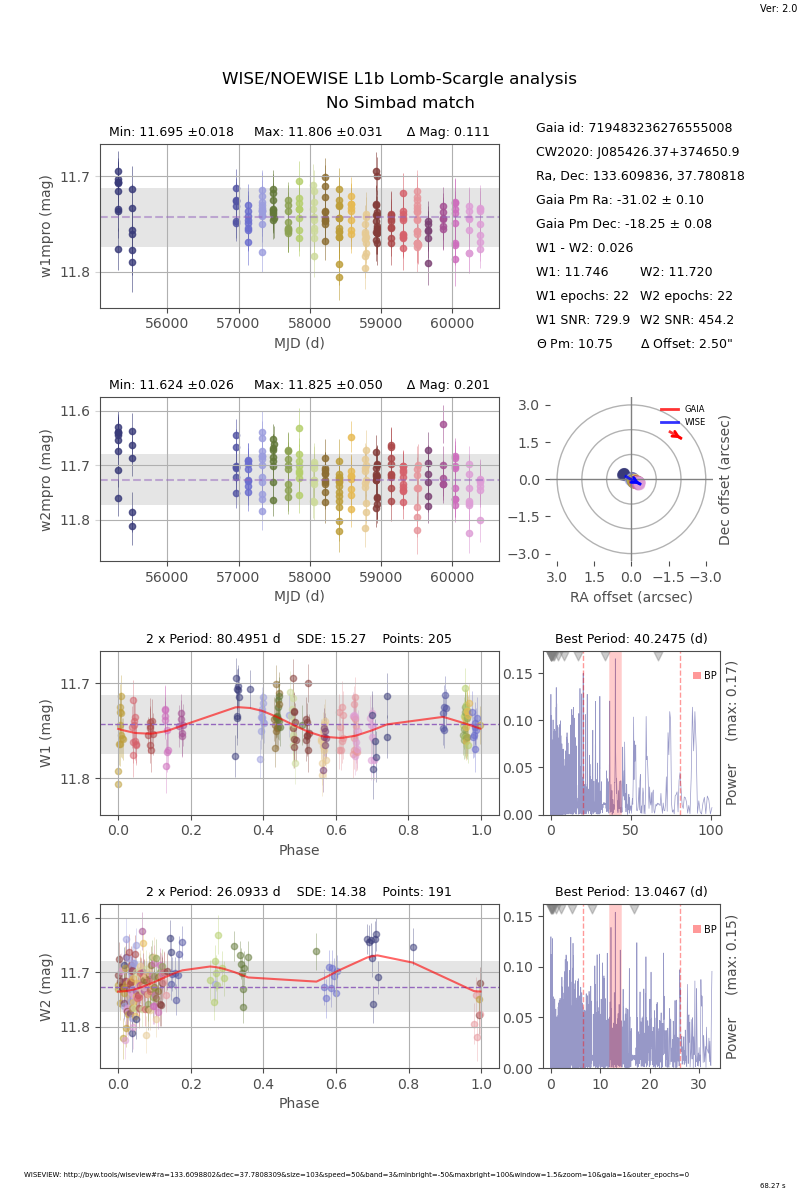 Ver: 2.0
WISE/NOEWISE L1b Lomb-Scargle analysis
No Simbad match
Min: 11.695 ±0.018 Max: 11.806 ±0.031 Δ Mag: 0.111
11.7
11.8
w1mpro (mag)
56000 57000 58000 59000 60000
MJD (d)
Gaia id: 719483236276555008
CW2020: J085426.37+374650.9
Ra, Dec: 133.609836, 37.780818
Gaia Pm Ra: -31.02 ± 0.10
Gaia Pm Dec: -18.25 ± 0.08
W1 - W2: 0.026
W1: 11.746 W2: 11.720
W1 epochs: 22 W2 epochs: 22
W1 SNR: 729.9 W2 SNR: 454.2
Θ Pm: 10.75 Δ Offset: 2.50"
Min: 11.624 ±0.026 Max: 11.825 ±0.050 Δ Mag: 0.201
11.6
11.7
11.8
w2mpro (mag)
56000 57000 58000 59000 60000
MJD (d)
GAIA
WISE
3.0
1.5
0.0
−1.5
−3.0
Dec offset (arcsec)
3.0 1.5 0.0 −1.5 −3.0
RA offset (arcsec)
2 x Period: 80.4951 d SDE: 15.27 Points: 205
11.7
11.8
W1 (mag)
0.0 0.2 0.4 0.6 0.8 1.0
Phase
Best Period: 40.2475 (d)
BP
0.15
0.10
0.05
0.00
Power (max: 0.17)
0 50 100
2 x Period: 26.0933 d SDE: 14.38 Points: 191
11.6
11.7
11.8
W2 (mag)
0.0 0.2 0.4 0.6 0.8 1.0
Phase
Best Period: 13.0467 (d)
BP
0.15
0.10
0.05
0.00
Power (max: 0.15)
0 10 20 30
WISEVIEW: http://byw.tools/wiseview#ra=133.6098802&dec=37.7808309&size=103&speed=50&band=3&minbright=-50&maxbright=100&window=1.5&zoom=10&gaia=1&outer_epochs=0
68.27 s